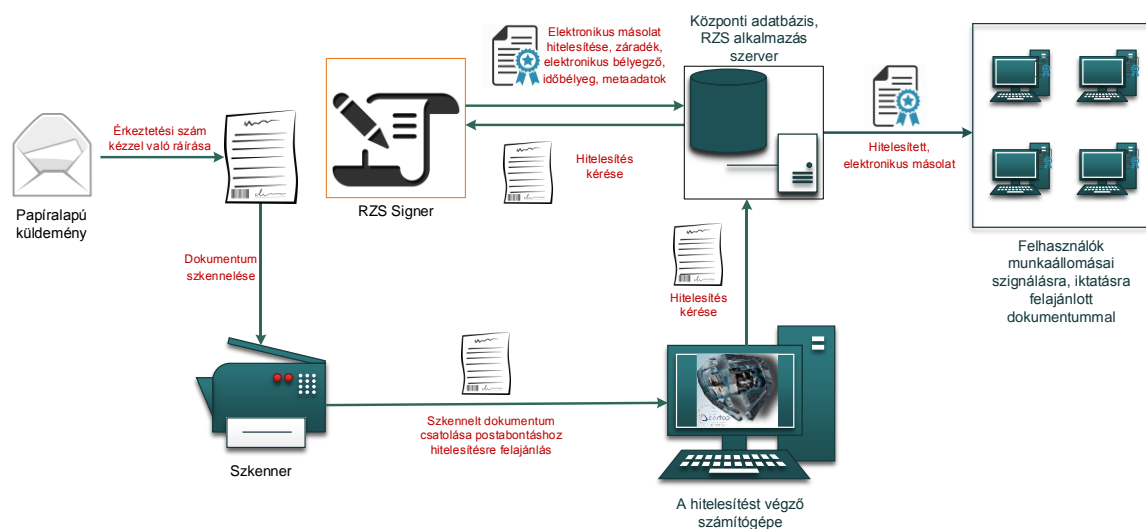 Elektronikus másolat
hitelesítése, záradék,
elektronikus bélyegző,
időbélyeg, metaadatok
Központi adatbázis,
RZS alkalmazás
szerver
Érkeztetési szám
kézzel való ráírása
Papíralapú
küldemény
RZS Signer
Hitelesítés
kérése
Hitelesített,
elektronikus másolat
Felhasználók
munkaállomásai
szignálásra, iktatásra
felajánlott
dokumentummal
Dokumentum
szkennelése
Hitelesítés
kérése
Szkennelt dokumentum
csatolása postabontáshoz
hitelesítésre felajánlás
Szkenner
certop
A hitelesítést végző
számítógépe